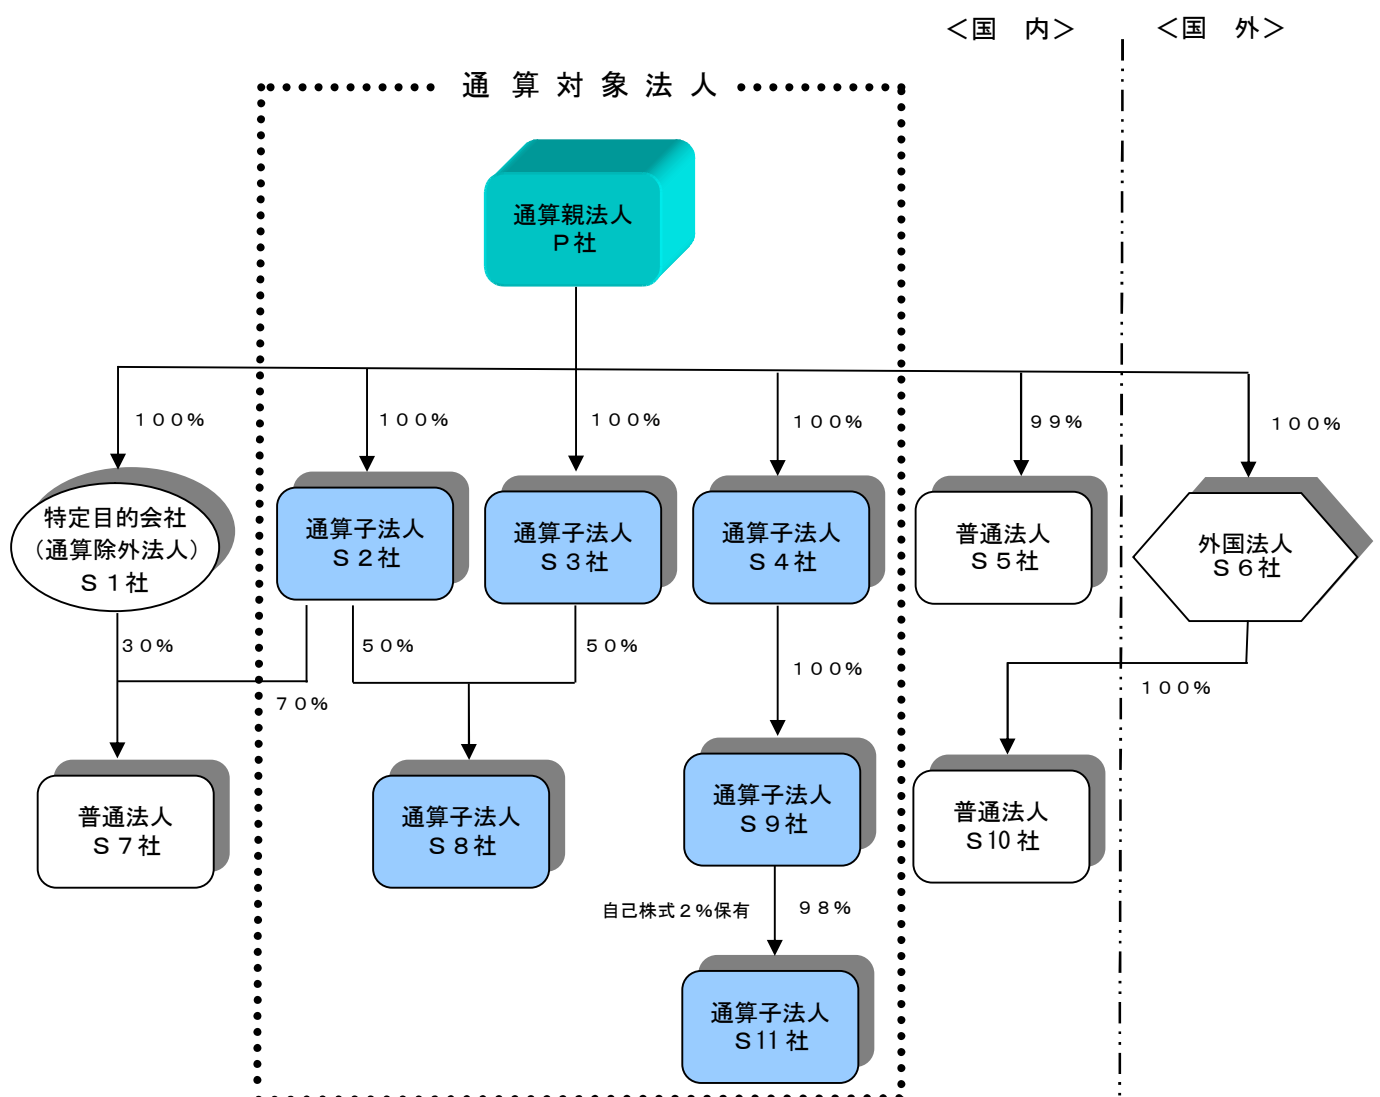 ＜国　内＞
＜国　外＞
通算対象法人
通算親法人
Ｐ社
１００％
１００％
１００％
１００％
９９％
１００％
特定目的会社
（通算除外法人）
Ｓ１社
通算子法人
Ｓ２社
通算子法人
Ｓ３社
通算子法人
Ｓ４社
普通法人
Ｓ５社
外国法人
Ｓ６社
３０％
７０％
５０％
５０％
１００％
１００％
普通法人
Ｓ７社
通算子法人
Ｓ８社
通算子法人
Ｓ９社
普通法人
Ｓ10社
自己株式２％保有
９８％
通算子法人
Ｓ11社